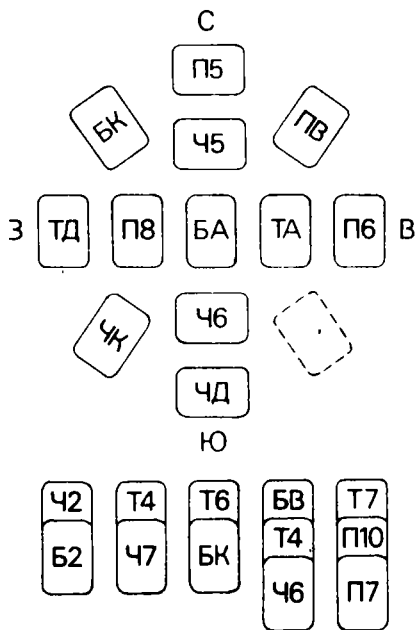 С
П5
БК
ПВ
Ч5
З ТД П8 БА ТА П6 В
Ч6
ЧК
ЧД
Ю
Ч2 Т4 Т6 БВ Т7
Б2 Ч7 БК Т4 П10
Ч6 П7